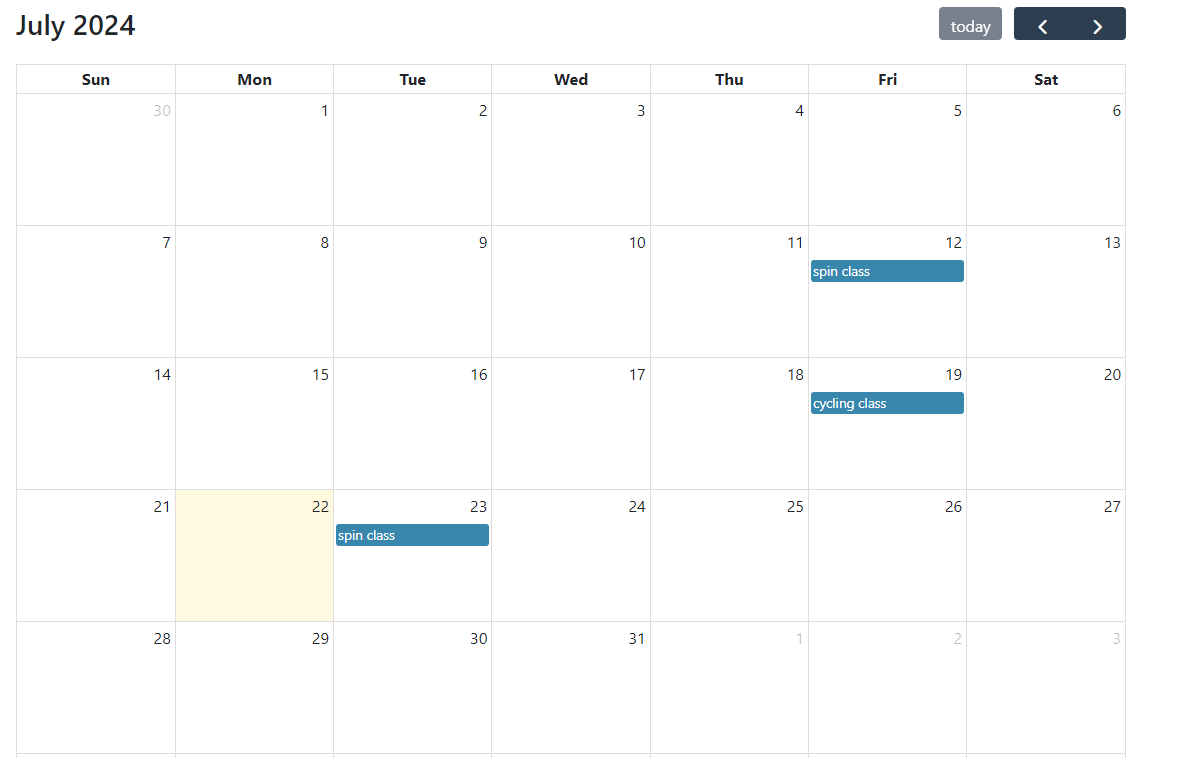 July 2024 today
Sun Mon Tue Wed Thu Fri Sat
30 1 2 3 4 5 6
7 8 9 10 11 12 13
spin class
14 15 16 17 18 19 20
cycling class
21 22 23 24 25 26 27
spin class
28 29 30 31 1 2 3